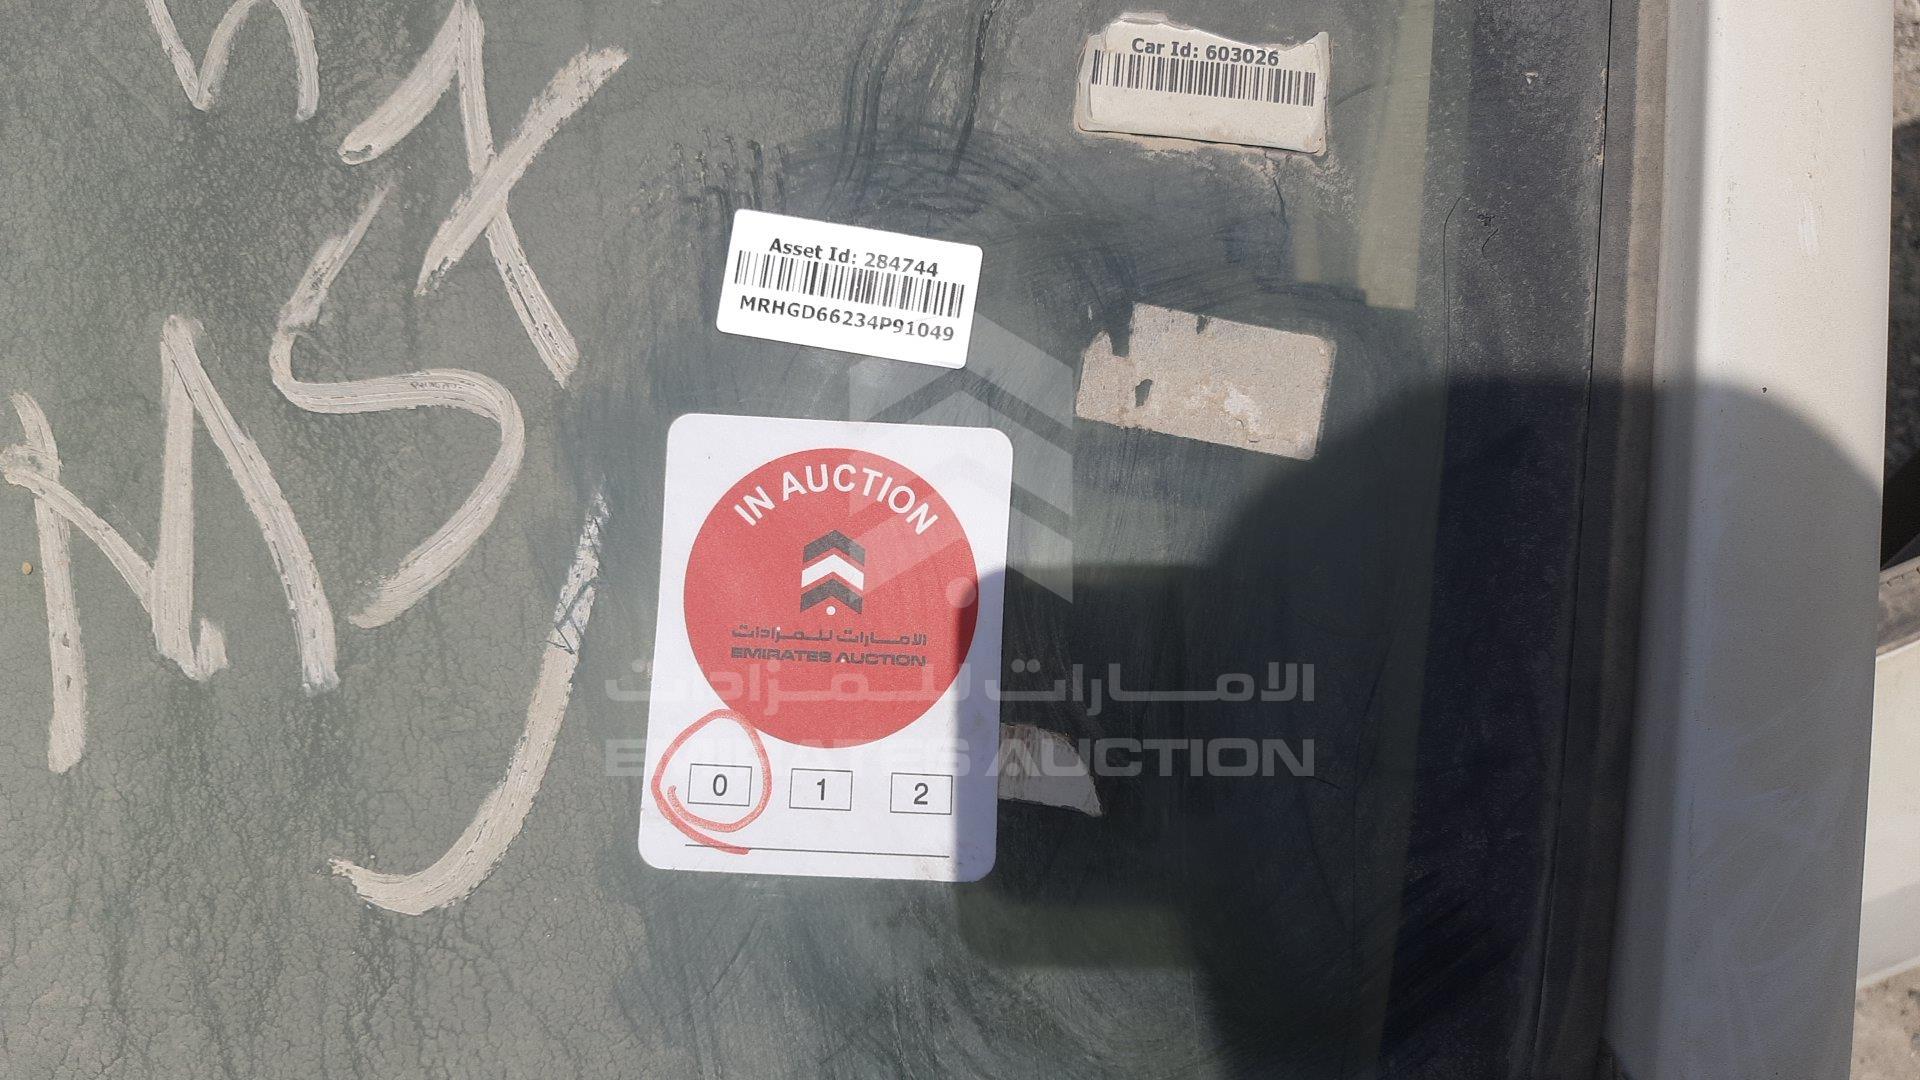 Car Id: 603026
Asset Id: 284744
MRHGD66234P91049
IN AUCTION
الامارات للمزادات
EMIRATES AUCTION
0 1 2
الامارات للمزادات
EMIRATES AUCTION